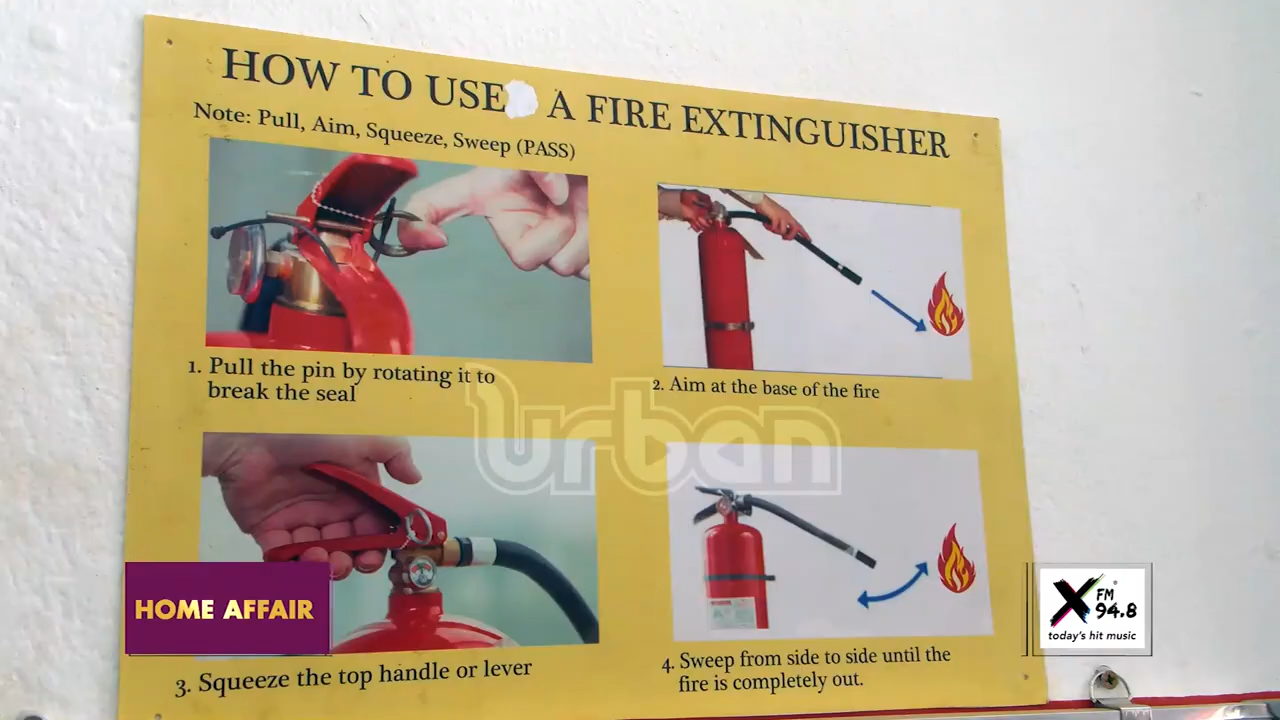 HOW TO USE A FIRE EXTINGUISHER
Note: Pull, Aim, Squeeze, Sweep (PASS)
1. Pull the pin by rotating it to
break the seal
2. Aim at the base of the fire
urban
3. Squeeze the top handle or lever
4. Sweep from side to side until the
fire is completely out.
HOME AFFAIR
X FM
94.8
today's hit music